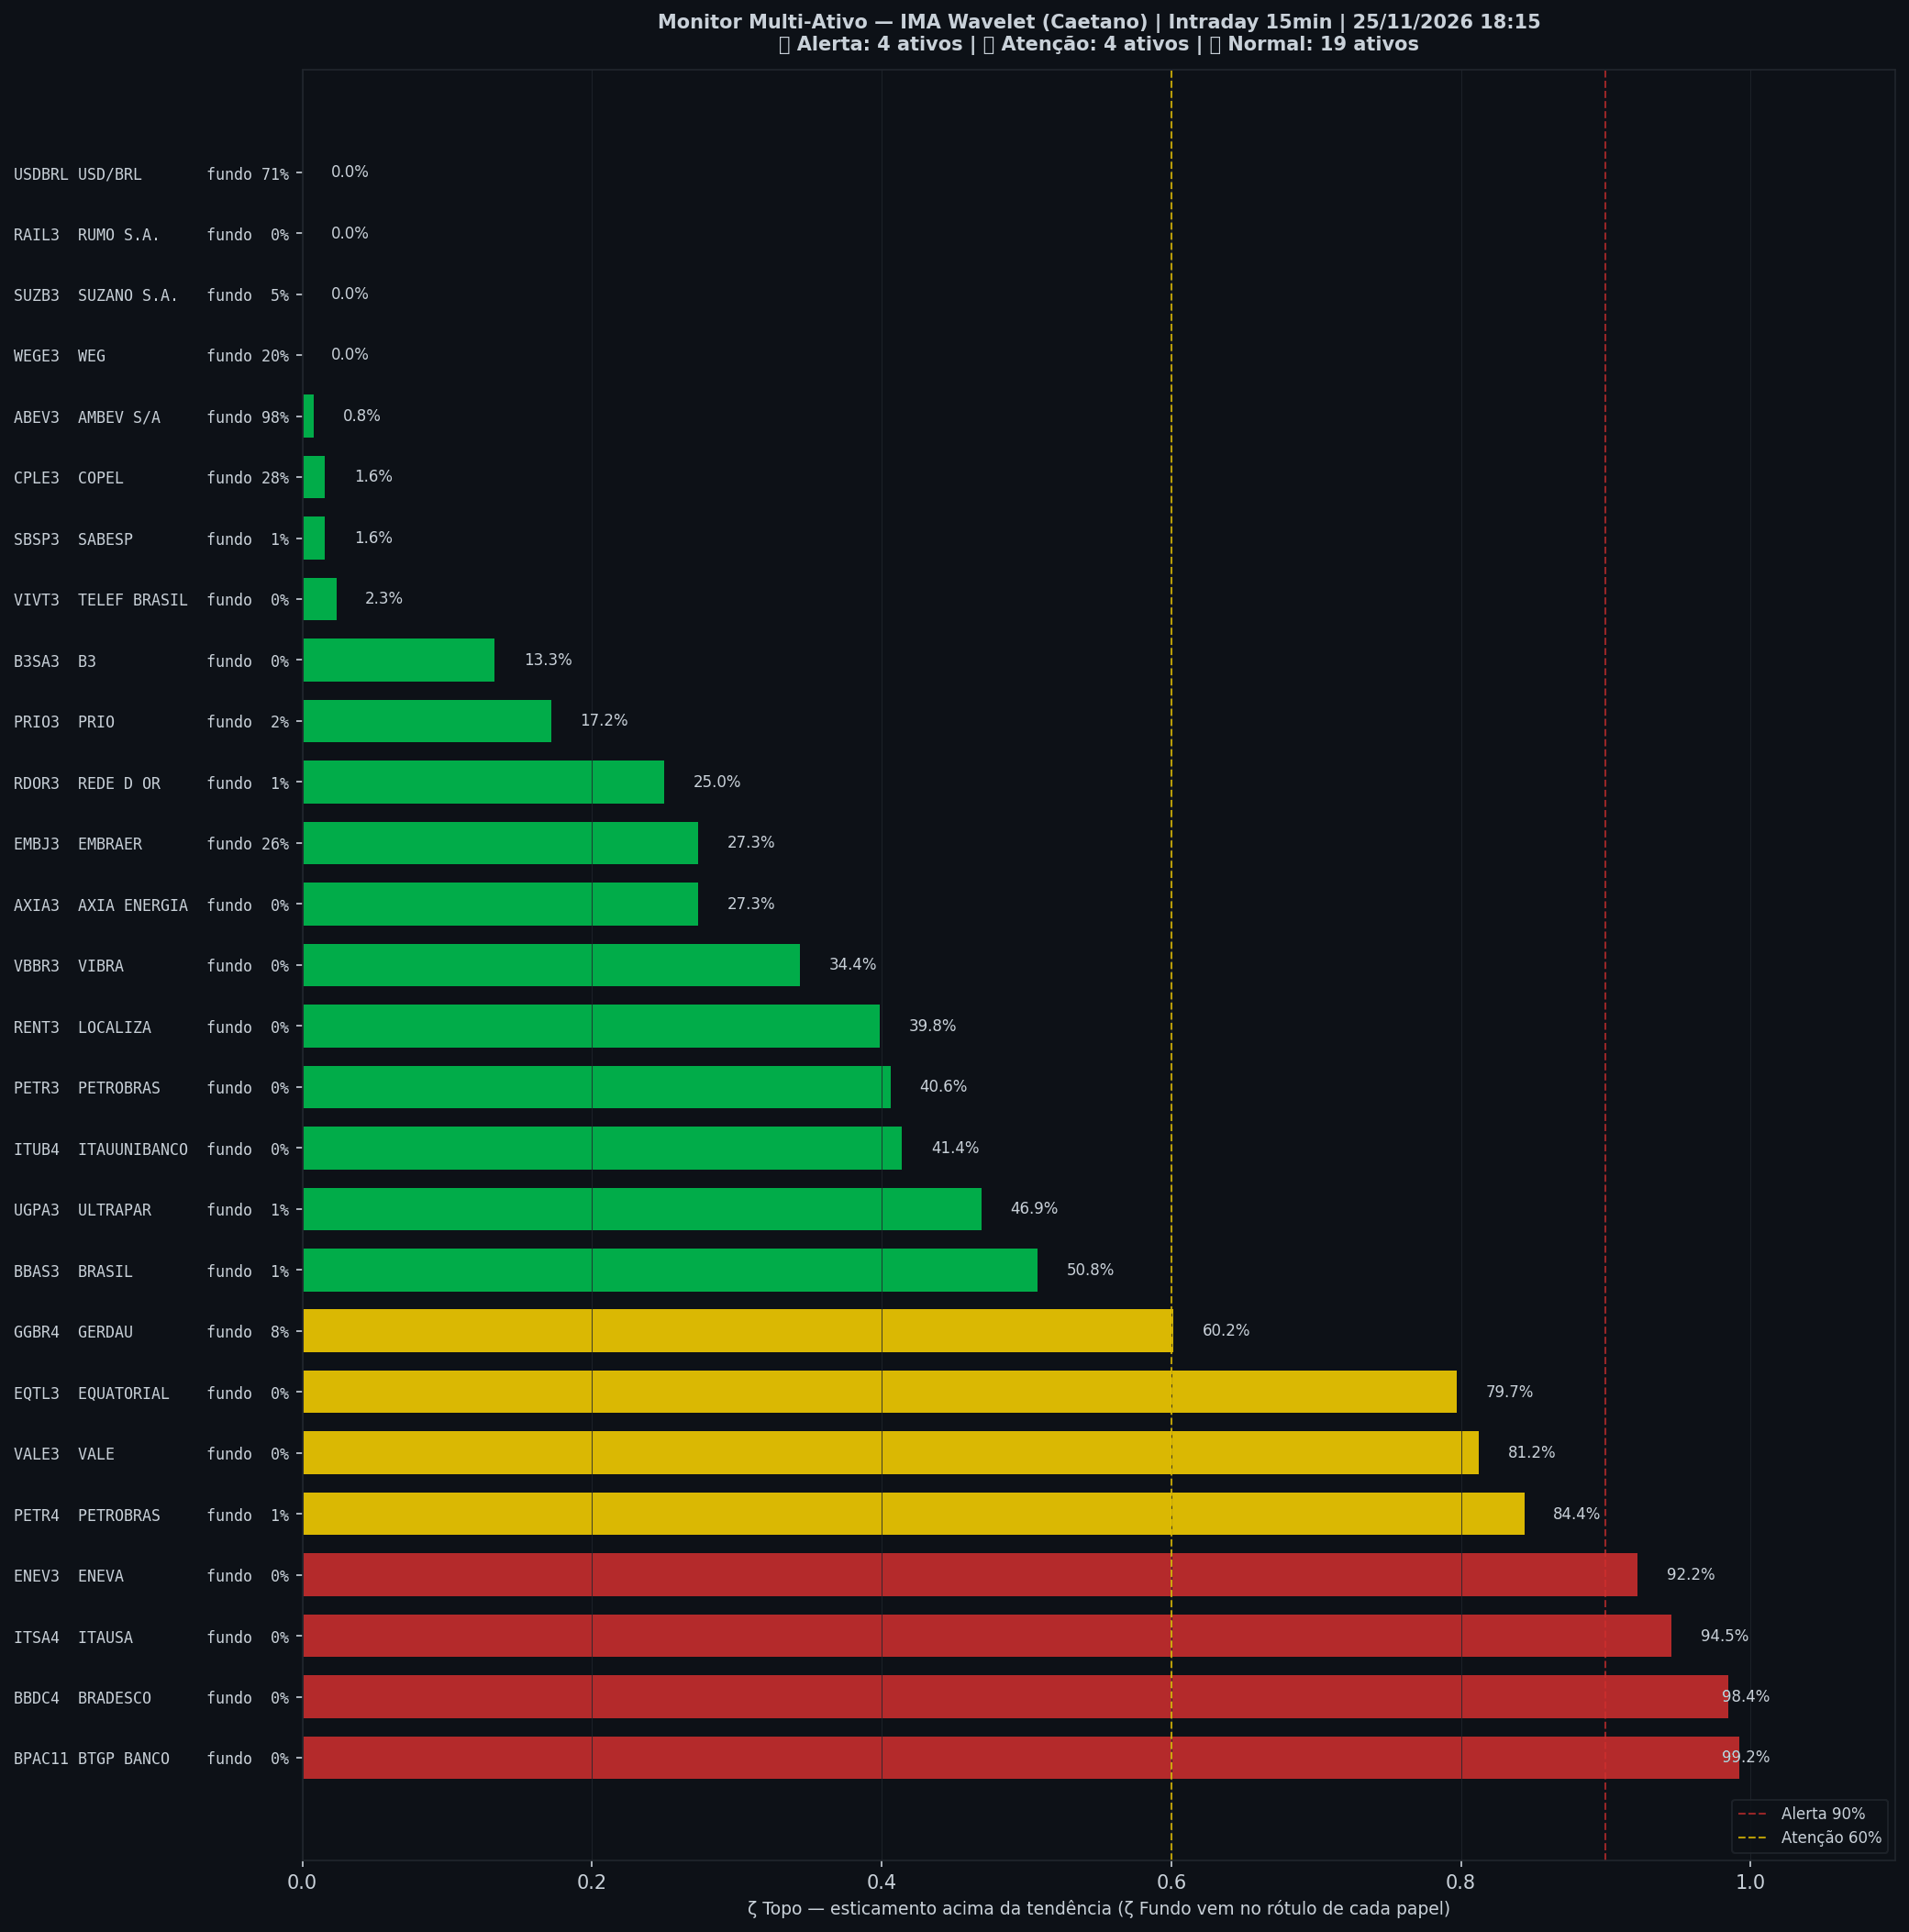 Monitor Multi-Ativo — IMA Wavelet (Caetano) | Intraday 15min | 25/11/2026 18:15
▯ Alerta: 4 ativos | ▯ Atenção: 4 ativos | ▯ Normal: 19 ativos
USDBRL USD/BRL fundo 71% 0.0%
RAIL3 RUMO S.A. fundo 0% 0.0%
SUZB3 SUZANO S.A. fundo 5% 0.0%
WEGE3 WEG fundo 20% 0.0%
ABEV3 AMBEV S/A fundo 98% 0.8%
CPLE3 COPEL fundo 28% 1.6%
SBSP3 SABESP fundo 1% 1.6%
VIVT3 TELEF BRASIL fundo 0% 2.3%
B3SA3 B3 fundo 0% 13.3%
PRIO3 PRIO fundo 2% 17.2%
RDOR3 REDE D OR fundo 1% 25.0%
EMBJ3 EMBRAER fundo 26% 27.3%
AXIA3 AXIA ENERGIA fundo 0% 27.3%
VBBR3 VIBRA fundo 0% 34.4%
RENT3 LOCALIZA fundo 0% 39.8%
PETR3 PETROBRAS fundo 0% 40.6%
ITUB4 ITAUUNIBANCO fundo 0% 41.4%
UGPA3 ULTRAPAR fundo 1% 46.9%
BBAS3 BRASIL fundo 1% 50.8%
GGBR4 GERDAU fundo 8% 60.2%
EQTL3 EQUATORIAL fundo 0% 79.7%
VALE3 VALE fundo 0% 81.2%
PETR4 PETROBRAS fundo 1% 84.4%
ENEV3 ENEVA fundo 0% 92.2%
ITSA4 ITAUSA fundo 0% 94.5%
BBDC4 BRADESCO fundo 0% 98.4%
BPAC11 BTGP BANCO fundo 0% 99.2%
Alerta 90%
Atenção 60%
0.0 0.2 0.4 0.6 0.8 1.0
ζ Topo — esticamento acima da tendência (ζ Fundo vem no rótulo de cada papel)